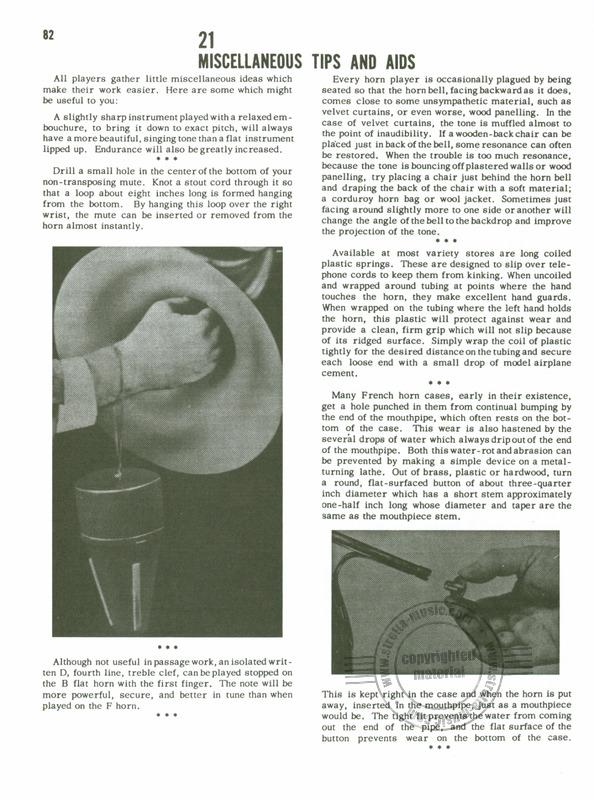 82
21
MISCELLANEOUS TIPS AND AIDS
All players gather little miscellaneous ideas which
make their work easier. Here are some which might
be useful to you:
A slightly sharp instrument played with a relaxed em-
bouchure, to bring it down to exact pitch, will always
have a more beautiful, singing tone than a flat instrument
lipped up. Endurance will also be greatly increased.
* * *
Drill a small hole in the center of the bottom of your
non-transposing mute. Knot a stout cord through it so
that a loop about eight inches long is formed hanging
from the bottom. By hanging this loop over the right
wrist, the mute can be inserted or removed from the
horn almost instantly.
* * *
Although not useful in passage work, an isolated writ-
ten D, fourth line, treble clef, can be played stopped on
the B flat horn with the first finger. The note will be
more powerful, secure, and better in tune than when
played on the F horn.
* * *
Every horn player is occasionally plagued by being
seated so that the horn bell, facing backward as it does,
comes close to some unsympathetic material, such as
velvet curtains, or even worse, wood panelling. In the
case of velvet curtains, the tone is muffled almost to
the point of inaudibility. If a wooden-back chair can be
placed just in back of the bell, some resonance can often
be restored. When the trouble is too much resonance,
because the tone is bouncing off plastered walls or wood
panelling, try placing a chair just behind the horn bell
and draping the back of the chair with a soft material;
a corduroy horn bag or wool jacket. Sometimes just
facing around slightly more to one side or another will
change the angle of the bell to the backdrop and improve
the projection of the tone.
* * *
Available at most variety stores are long coiled
plastic springs. These are designed to slip over tele-
phone cords to keep them from kinking. When uncoiled
and wrapped around tubing at points where the hand
touches the horn, they make excellent hand guards.
When wrapped on the tubing where the left hand holds
the horn, this plastic will protect against wear and
provide a clean, firm grip which will not slip because
of its ridged surface. Simply wrap the coil of plastic
tightly for the desired distance on the tubing and secure
each loose end with a small drop of model airplane
cement.
* * *
Many French horn cases, early in their existence,
get a hole punched in them from continual bumping by
the end of the mouthpipe, which often rests on the bot-
tom of the case. This wear is also hastened by the
several drops of water which always drip out of the end
of the mouthpipe. Both this water-rot and abrasion can
be prevented by making a simple device on a metal-
turning lathe. Out of brass, plastic or hardwood, turn
a round, flat-surfaced button of about three-quarter
inch diameter which has a short stem approximately
one-half inch long whose diameter and taper are the
same as the mouthpiece stem.
www.stretta-music.com
copyrighted
material
This is kept right in the case and when the horn is put
away, inserted in the mouthpipe, just as a mouthpiece
would be. The tight fit prevents the water from coming
out the end of the pipe, and the flat surface of the
button prevents wear on the bottom of the case.
* * *